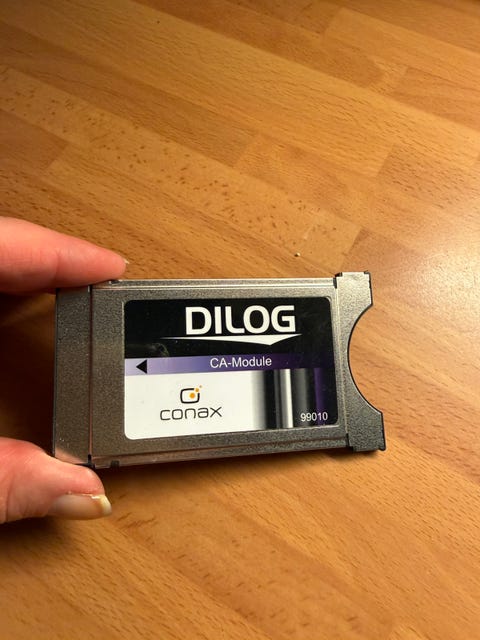 DILOG
CA-Module
conax
99010